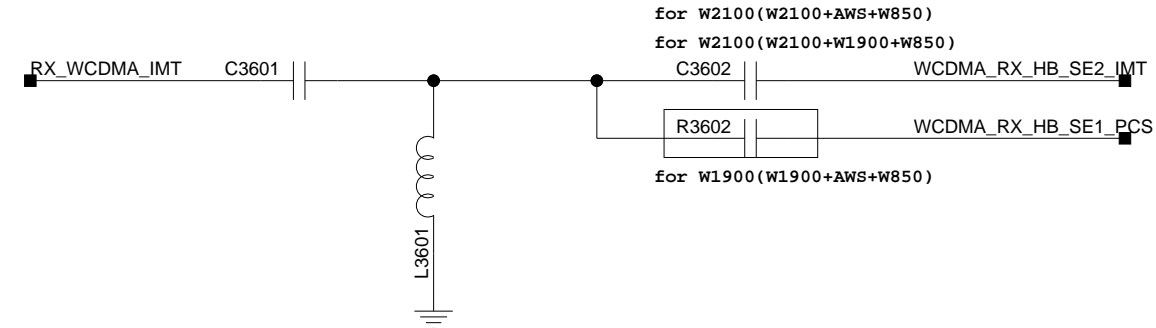 for W2100(W2100+AWS+W850)
for W2100(W2100+W1900+W850)
RX_WCDMA_IMT C3601 C3602 WCDMA_RX_HB_SE2_IMT
R3602 WCDMA_RX_HB_SE1_PCS
for W1900(W1900+AWS+W850)
L3601